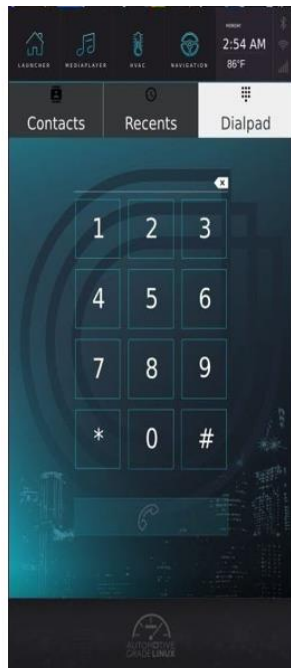 LAUNCHER MEDIAPLAYER HVAC NAVIGATION
MONDAY
2:54 AM
86°F
Contacts Recents Dialpad
1 2 3
4 5 6
7 8 9
* 0 #
AUTOMOTIVE
GRADE LINUX